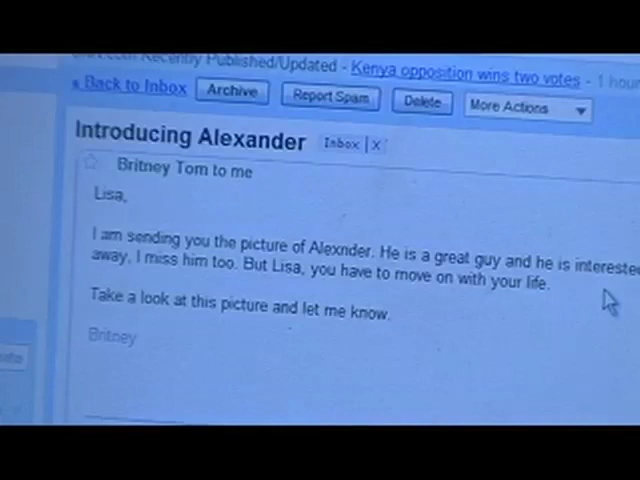 Recently Published/Updated - Kenya opposition wins two votes - 1 hour
« Back to Inbox Archive Report Spam Delete More Actions
Introducing Alexander Inbox | X
Britney Tom to me
Lisa,
I am sending you the picture of Alexnder. He is a great guy and he is interested
away, I miss him too. But Lisa, you have to move on with your life.
Take a look at this picture and let me know.
Britney